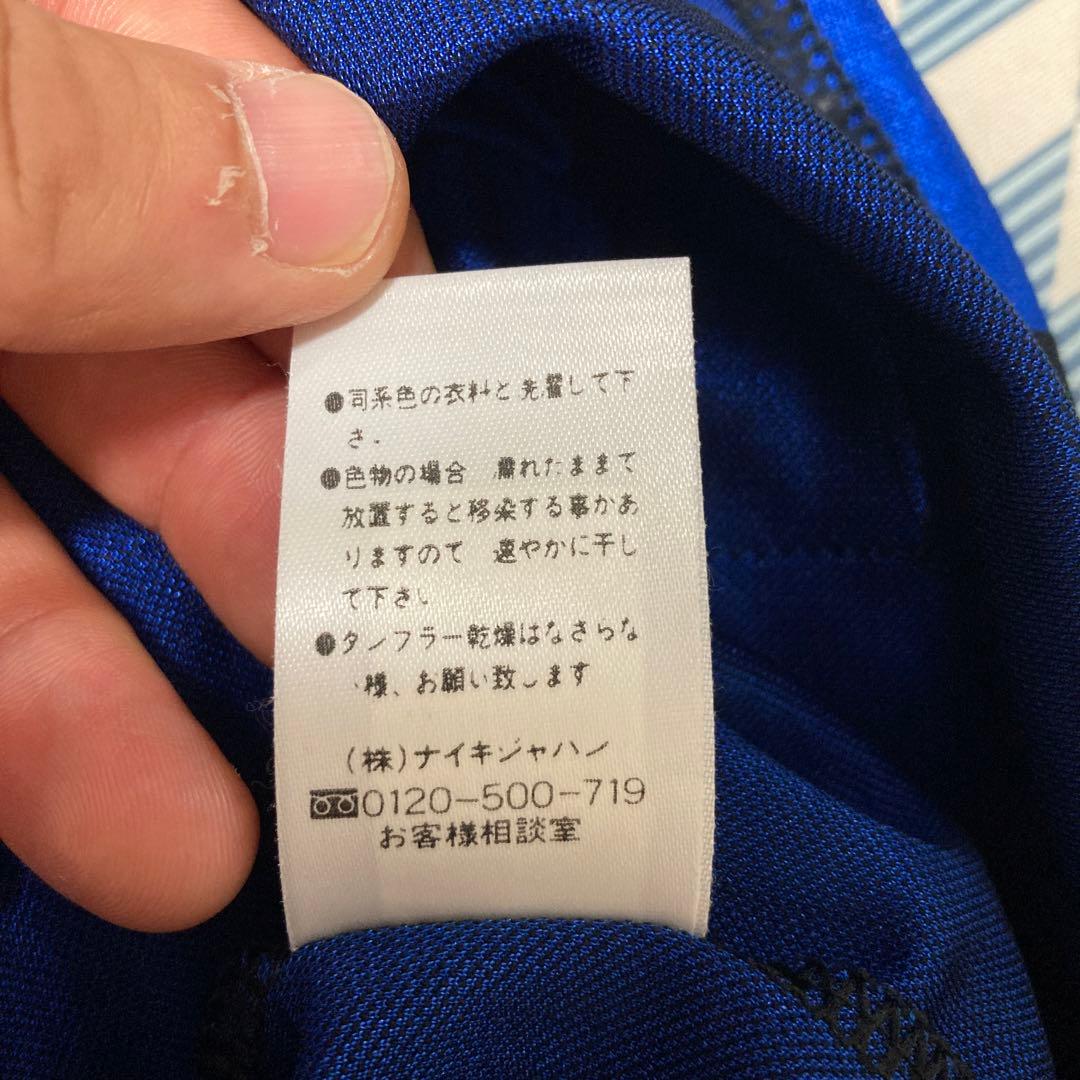 ●同系色の衣料と洗濯して下
さい
●色物の場合 濡れたままで
放置すると移染する事があ
りますので 速やかに干し
て下さい
●タンブラー乾燥はなさらな
い様、お願い致します
(株)ナイキジャパン
0120-500-719
お客様相談室